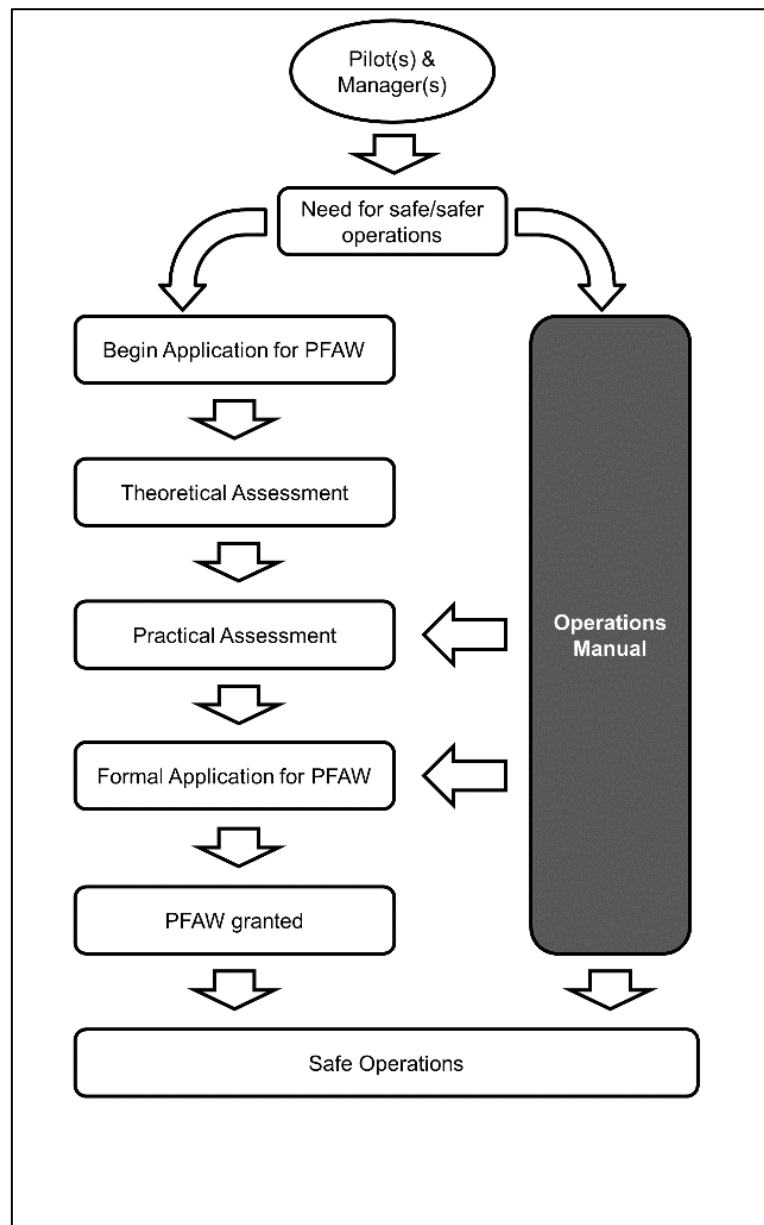 Pilot(s) &
Manager(s)
Need for safe/safer
operations
Begin Application for PFAW
Theoretical Assessment
Practical Assessment
Operations
Manual
Formal Application for PFAW
PFAW granted
Safe Operations